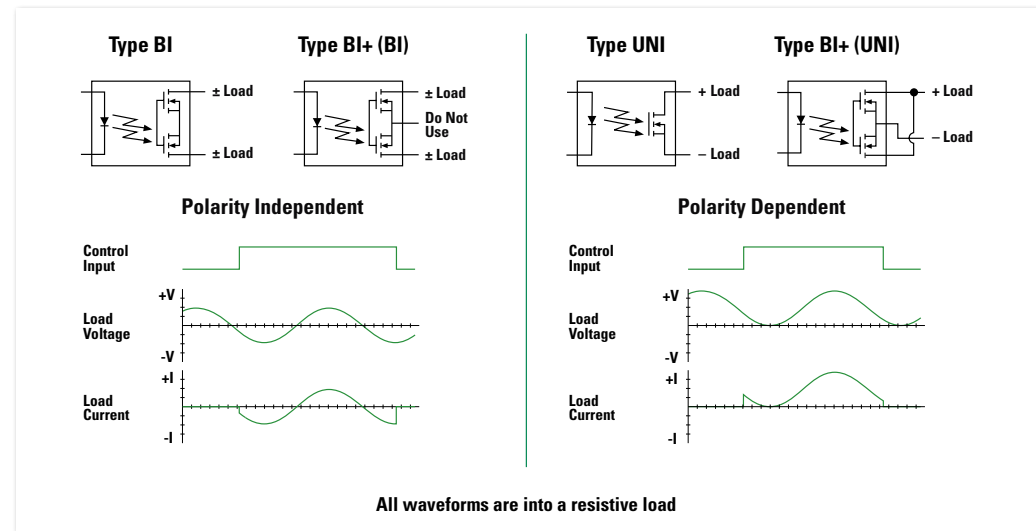 Type BI
± Load
± Load
Type BI+ (BI)
± Load
Do Not
Use
± Load
Polarity Independent
Control
Input
+V
Load
Voltage
-V
+I
Load
Current
-I
Type UNI
+ Load
– Load
Type BI+ (UNI)
+ Load
– Load
Polarity Dependent
Control
Input
+V
Load
Voltage
-V
+I
Load
Current
-I
All waveforms are into a resistive load